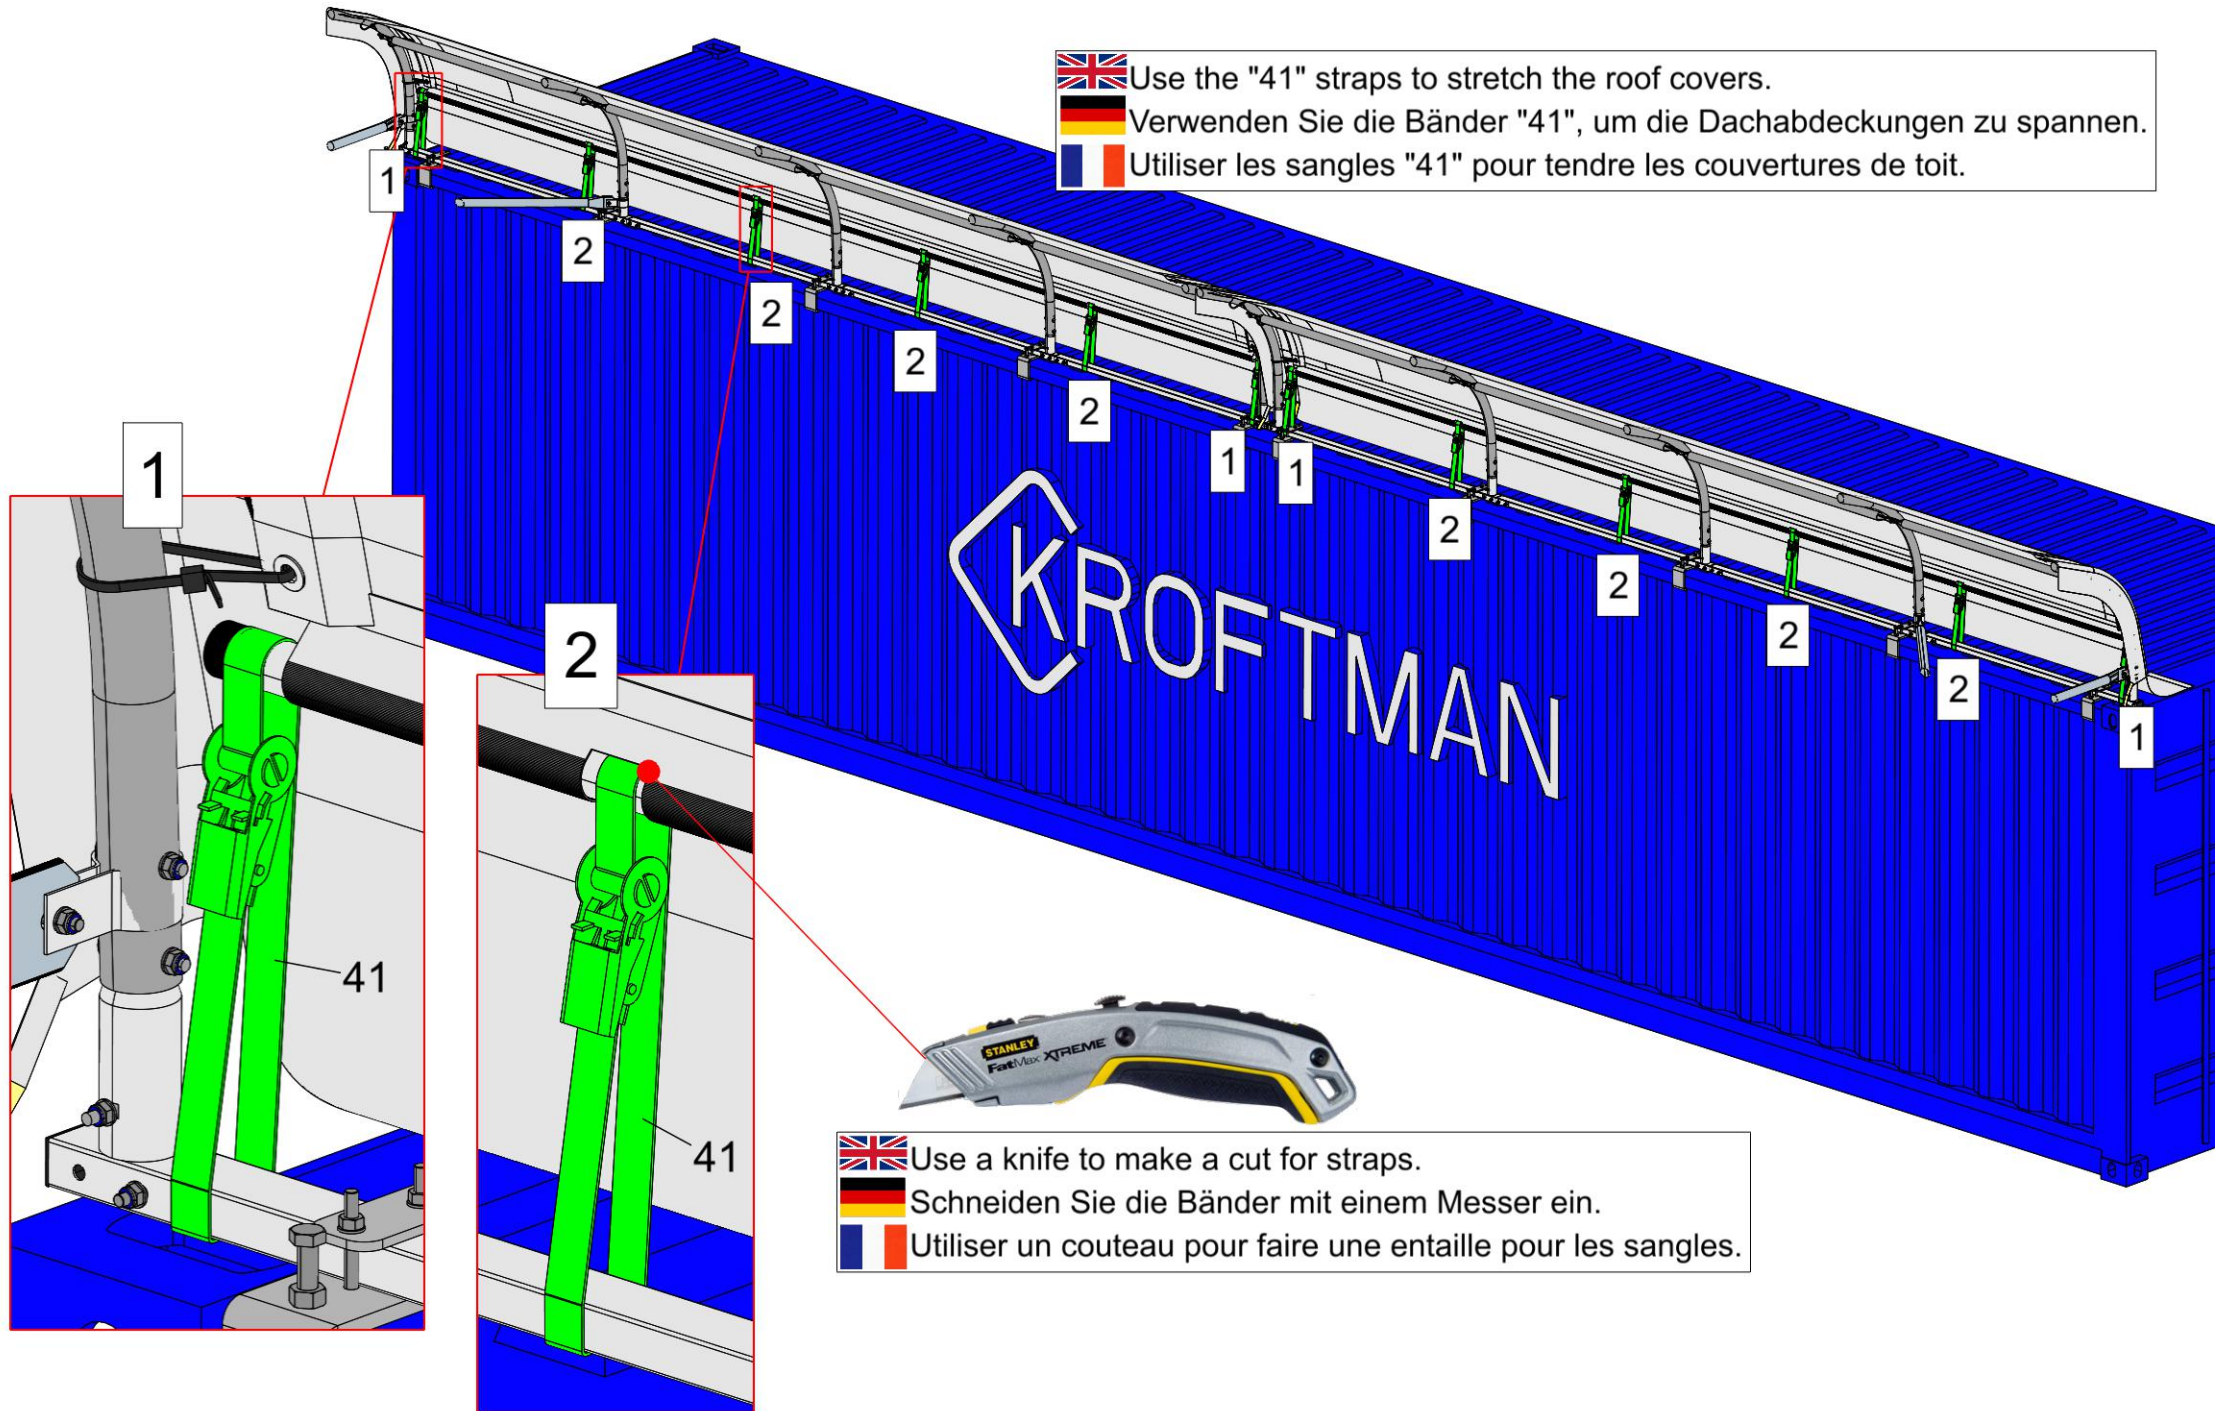 Use the "41" straps to stretch the roof covers.
Verwenden Sie die Bänder "41", um die Dachabdeckungen zu spannen.
Utiliser les sangles "41" pour tendre les couvertures de toit.
1
2
2
2
2
1
1
2
2
2
2
1
KROFTMAN
1
41
2
41
STANLEY
FatMax XTREME
Use a knife to make a cut for straps.
Schneiden Sie die Bänder mit einem Messer ein.
Utiliser un couteau pour faire une entaille pour les sangles.